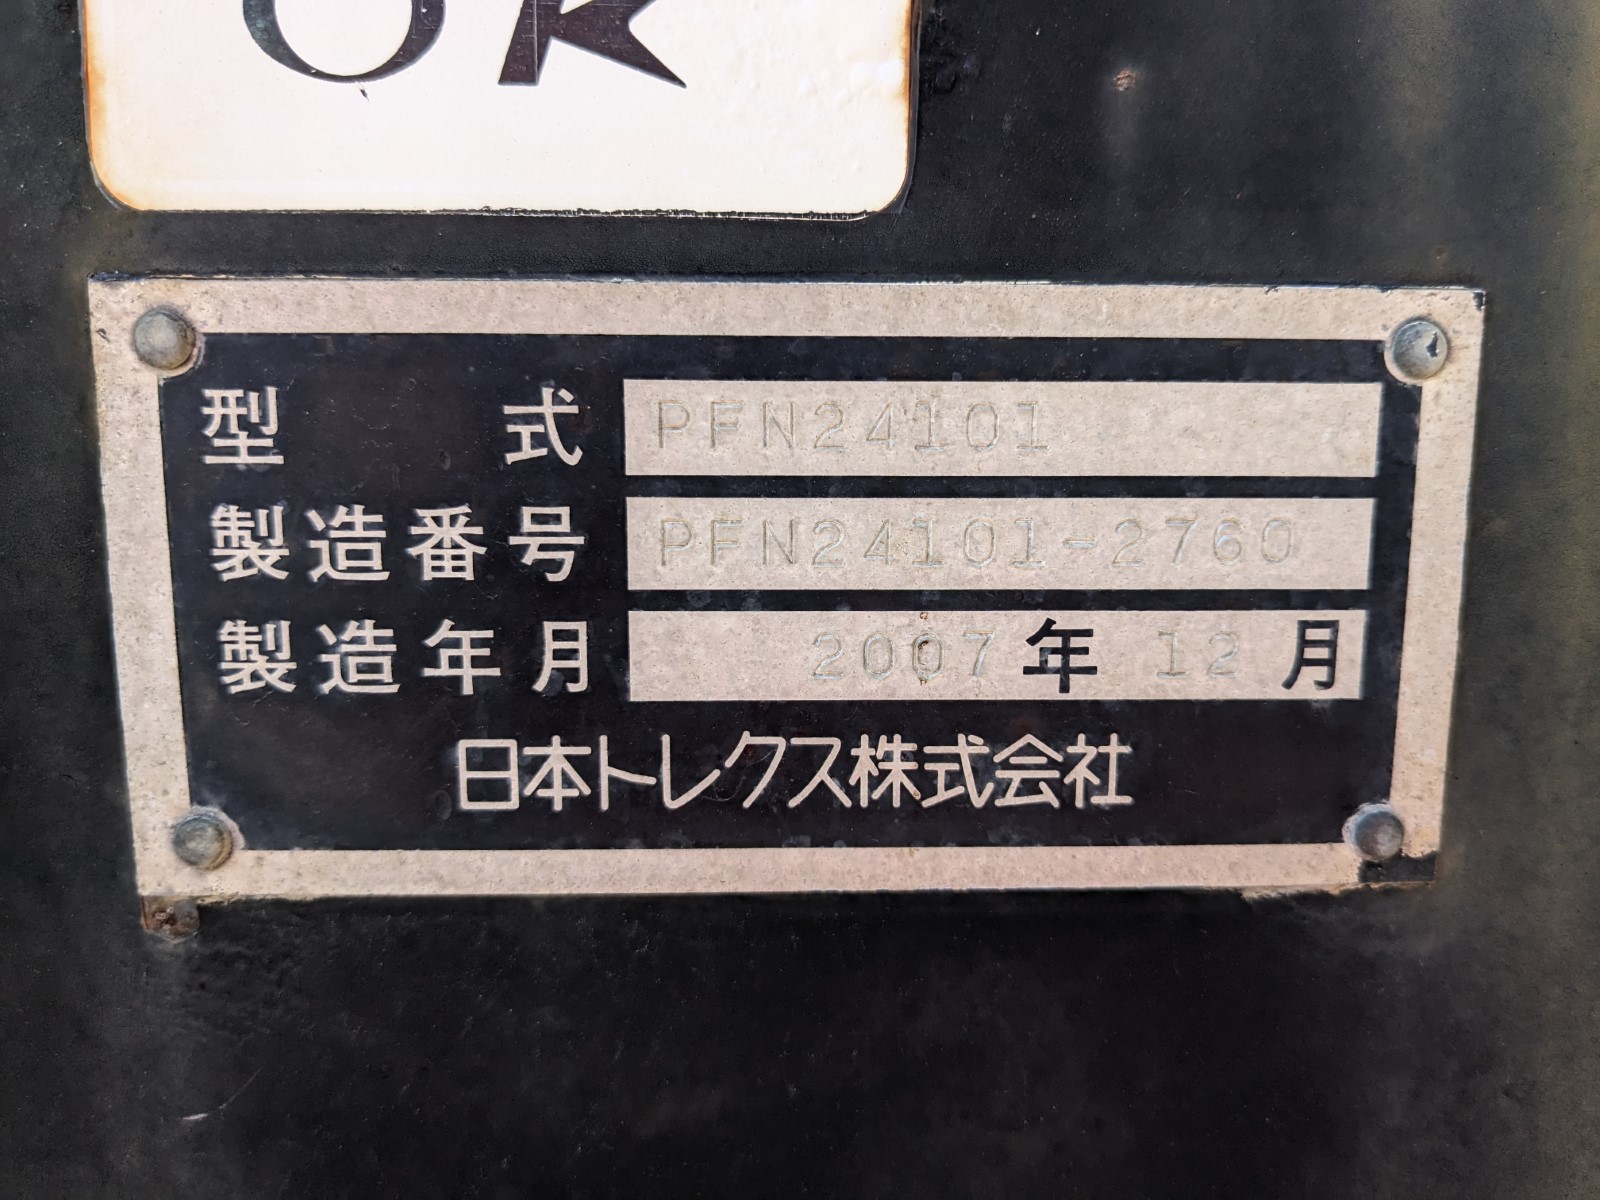 OR
型式 PFN24101
製造番号 PFN24101-2760
製造年月 2007年 12月
日本トレクス株式会社